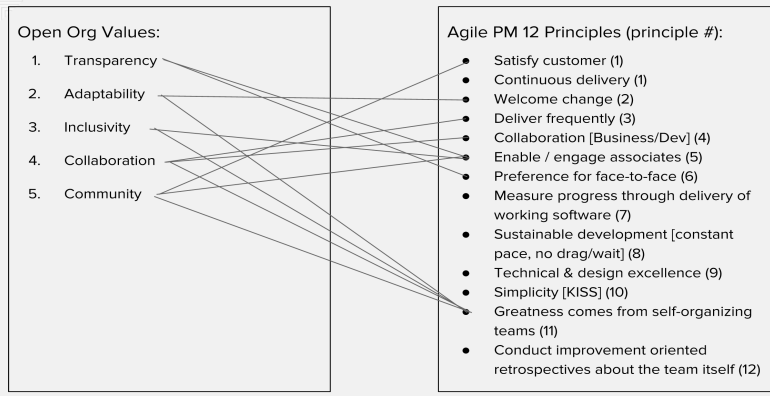 Open Org Values:
1. Transparency
2. Adaptability
3. Inclusivity
4. Collaboration
5. Community
Agile PM 12 Principles (principle #):
● Satisfy customer (1)
● Continuous delivery (1)
● Welcome change (2)
● Deliver frequently (3)
● Collaboration [Business/Dev] (4)
● Enable / engage associates (5)
● Preference for face-to-face (6)
● Measure progress through delivery of
working software (7)
● Sustainable development [constant
pace, no drag/wait] (8)
● Technical & design excellence (9)
● Simplicity [KISS] (10)
● Greatness comes from self-organizing
teams (11)
● Conduct improvement oriented
retrospectives about the team itself (12)